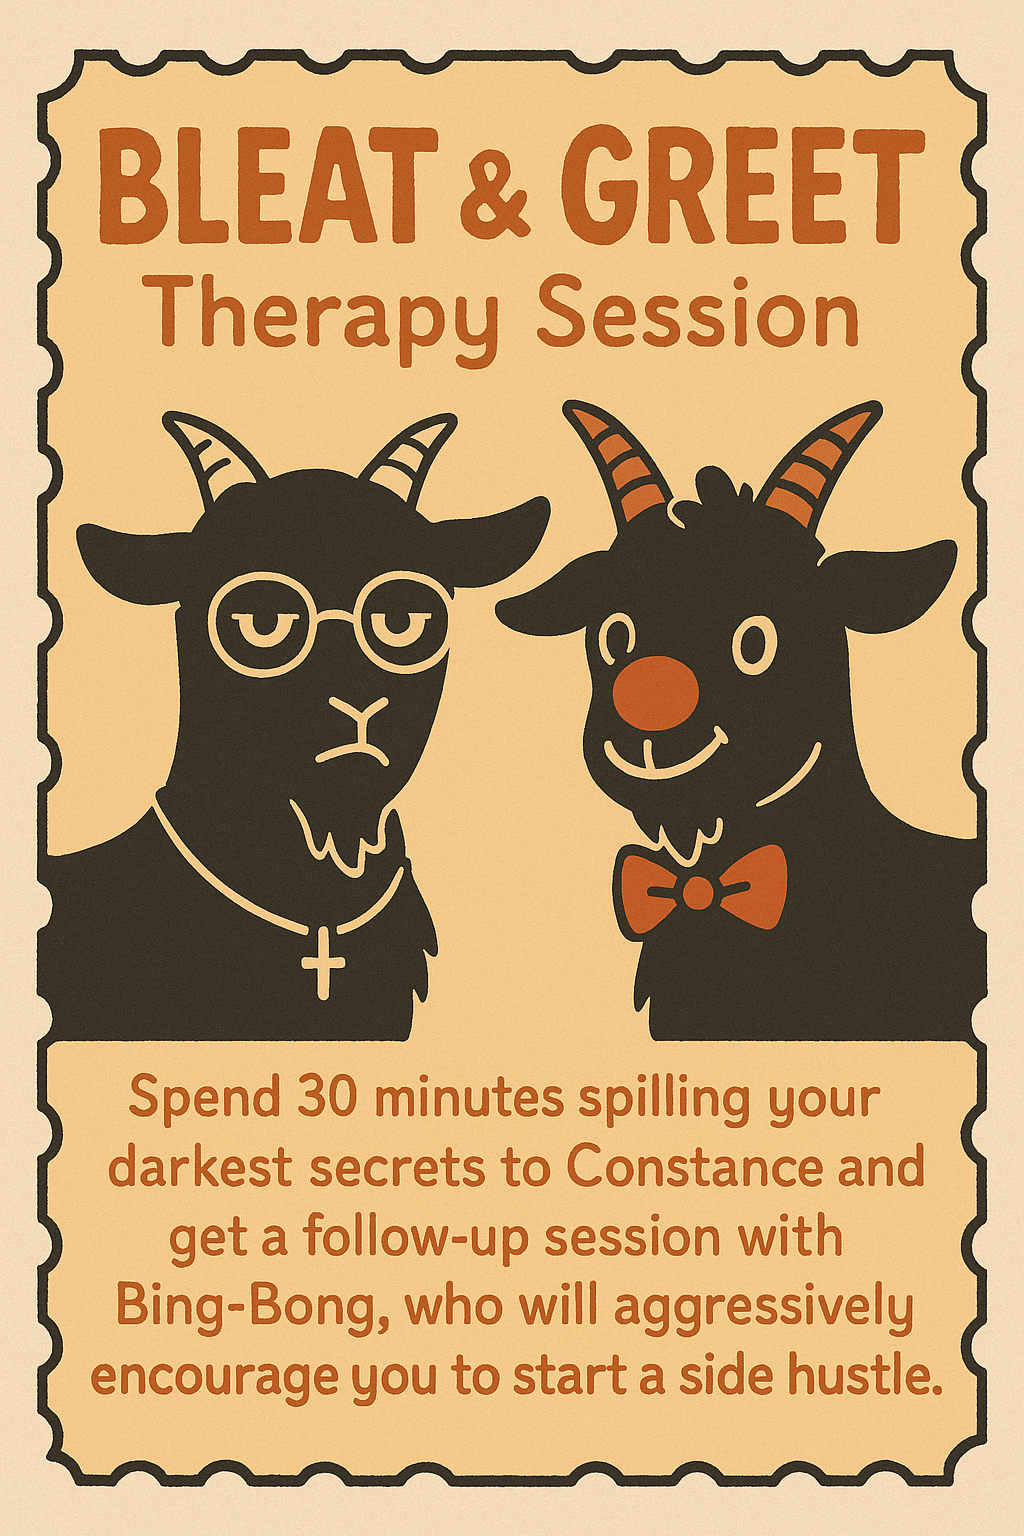 BLEAT & GREET
Therapy Session
Spend 30 minutes spilling your
darkest secrets to Constance and
get a follow-up session with
Bing-Bong, who will aggressively
encourage you to start a side hustle.